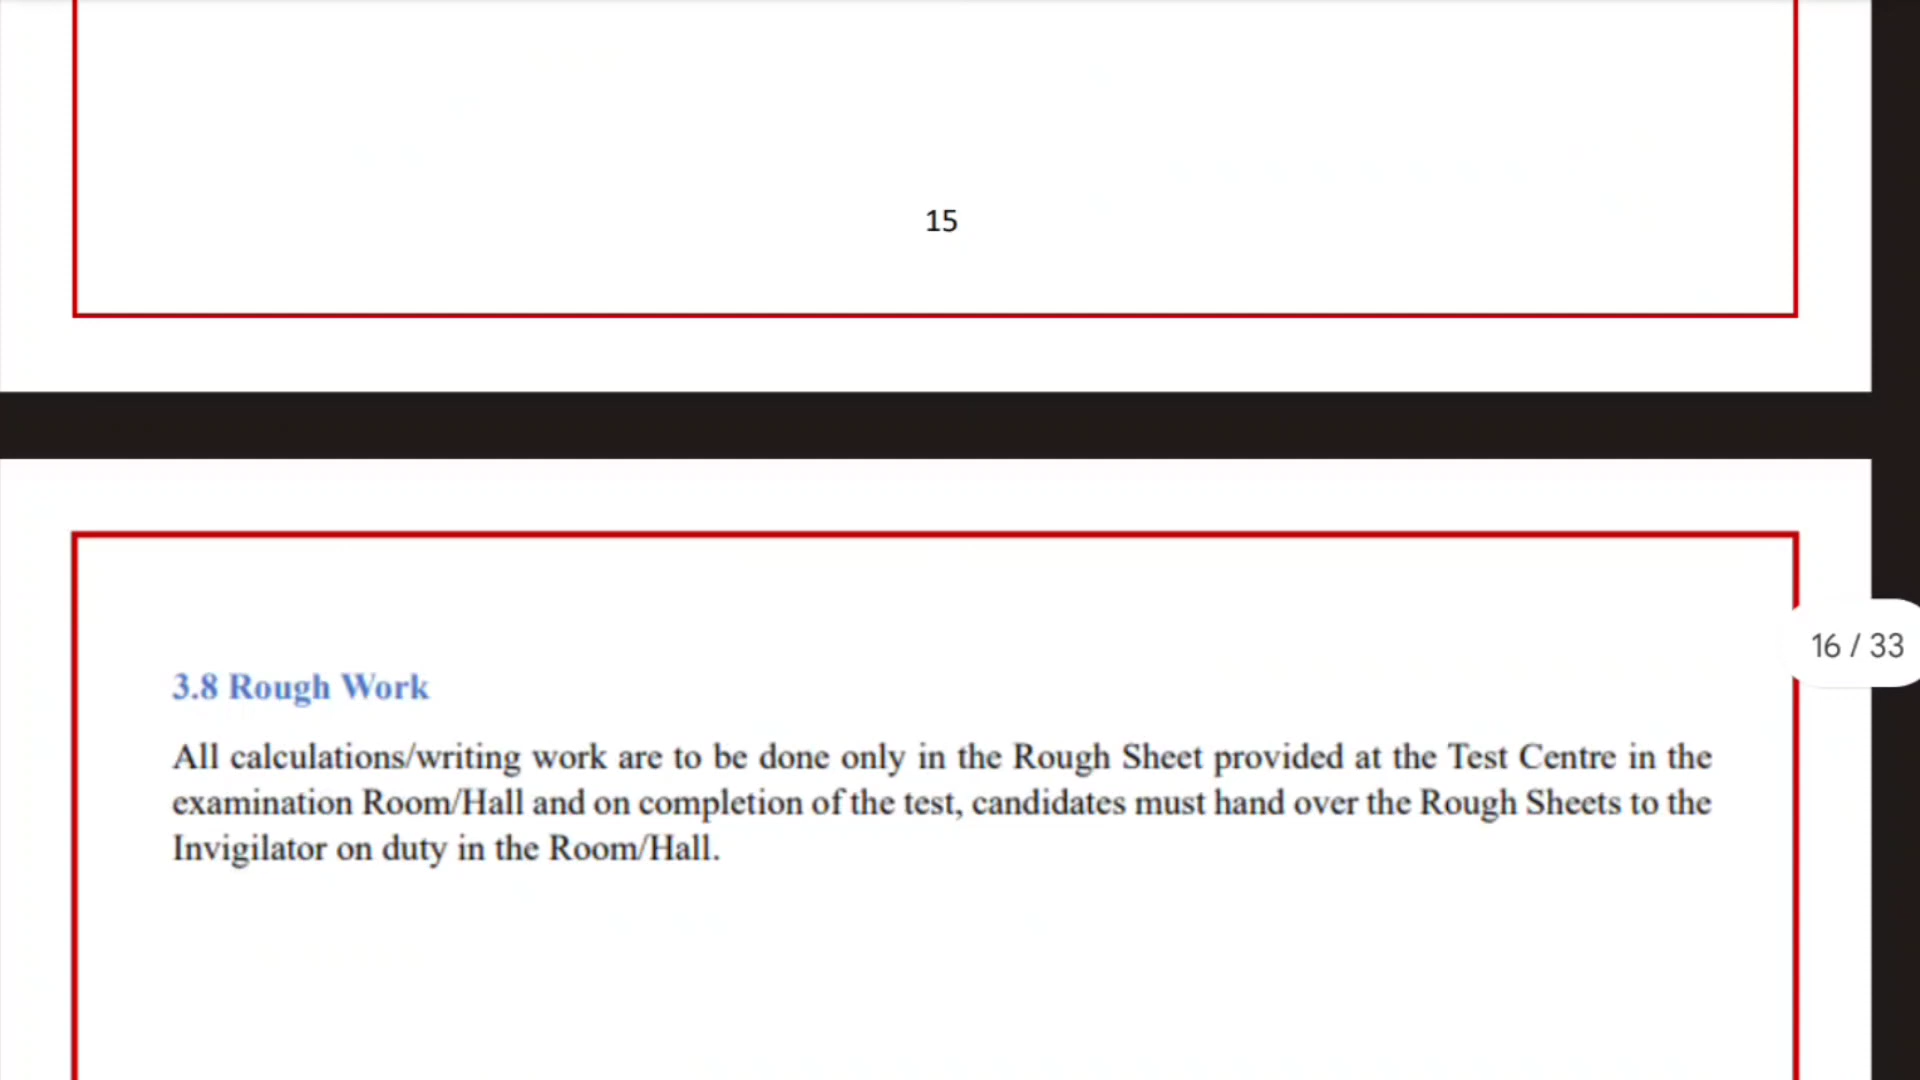 15
16 / 33
3.8 Rough Work
All calculations/writing work are to be done only in the Rough Sheet provided at the Test Centre in the
examination Room/Hall and on completion of the test, candidates must hand over the Rough Sheets to the
Invigilator on duty in the Room/Hall.